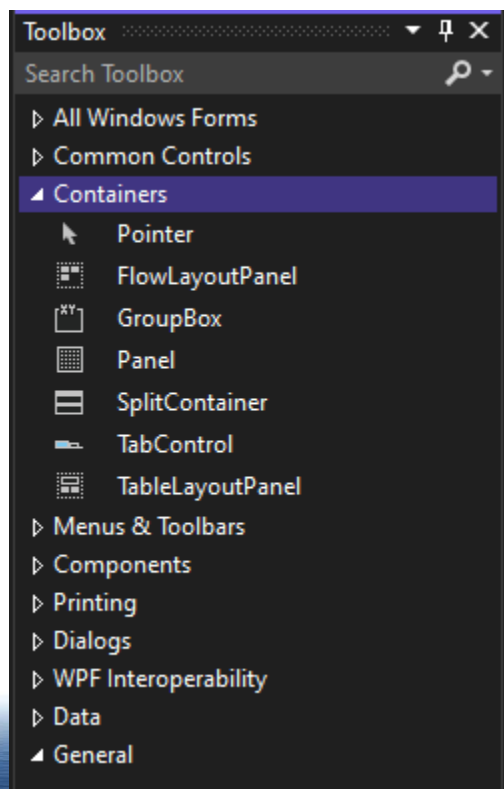 Toolbox
Search Toolbox
All Windows Forms
Common Controls
Containers
Pointer
FlowLayoutPanel
GroupBox
Panel
SplitContainer
TabControl
TableLayoutPanel
Menus & Toolbars
Components
Printing
Dialogs
WPF Interoperability
Data
General